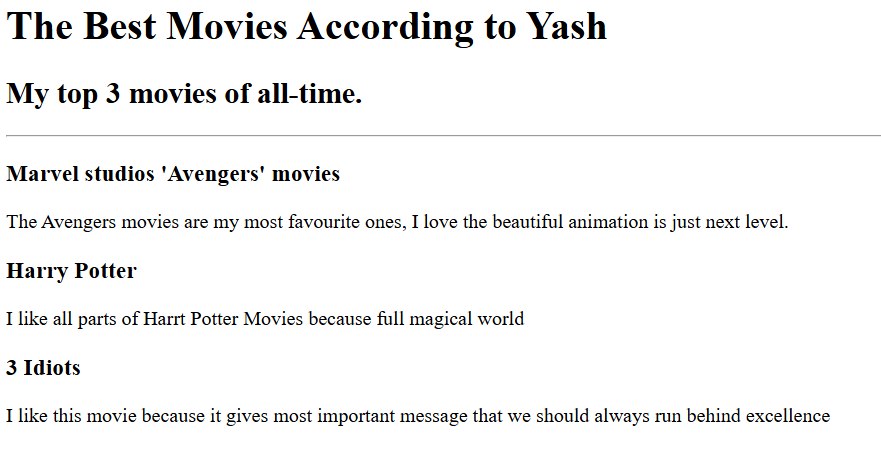 The Best Movies According to Yash
My top 3 movies of all-time.
Marvel studios 'Avengers' movies
The Avengers movies are my most favourite ones, I love the beautiful animation is just next level.
Harry Potter
I like all parts of Harrt Potter Movies because full magical world
3 Idiots
I like this movie because it gives most important message that we should always run behind excellence